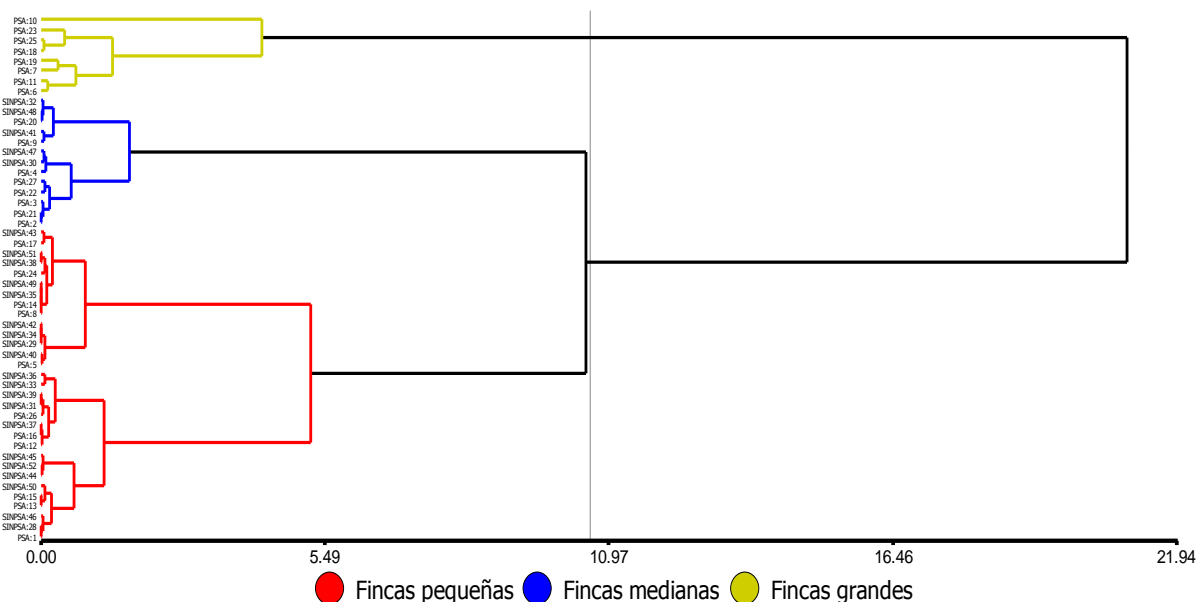 PSA:10
PSA:23
PSA:25
PSA:18
PSA:19
PSA:7
PSA:11
PSA:6
SINPSA:32
SINPSA:48
PSA:20
SINPSA:41
PSA:9
SINPSA:47
SINPSA:30
PSA:4
PSA:27
PSA:22
PSA:3
PSA:21
PSA:2
SINPSA:43
PSA:17
SINPSA:51
SINPSA:38
PSA:24
SINPSA:49
SINPSA:35
PSA:14
PSA:8
SINPSA:42
SINPSA:34
SINPSA:29
SINPSA:40
PSA:5
SINPSA:36
SINPSA:33
SINPSA:39
SINPSA:31
PSA:26
SINPSA:37
PSA:16
PSA:12
SINPSA:45
SINPSA:52
SINPSA:44
SINPSA:50
PSA:15
PSA:13
SINPSA:46
SINPSA:28
PSA:1
0.00 5.49 10.97 16.46 21.94
Fincas pequeñas Fincas medianas Fincas grandes